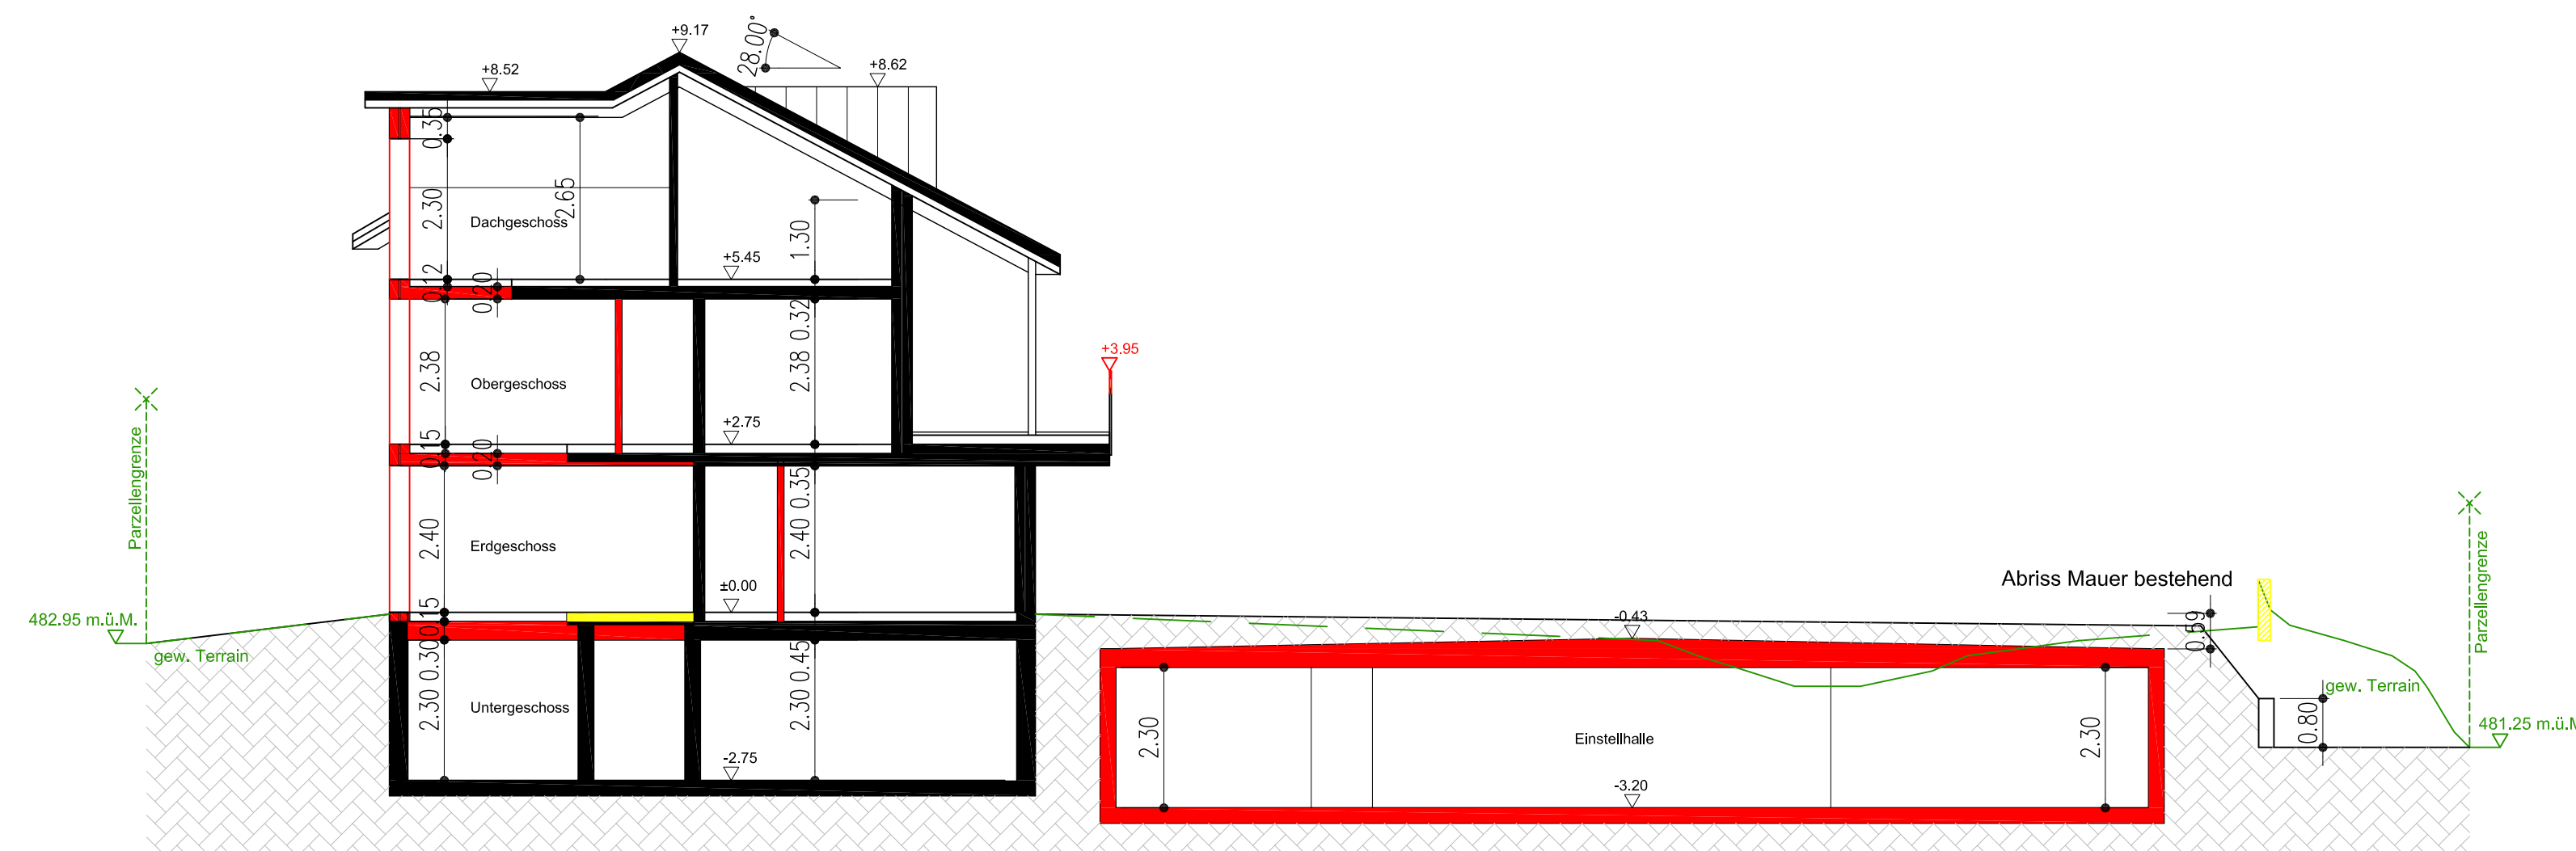 +9.17
28.00°
+8.62
+8.52
0.35
2.65
2.30
Dachgeschoss
1.30
+5.45
0.12
0.20
0.32
+3.95
2.38
Obergeschoss
2.38
+2.75
0.15
0.20
0.35
Parzellengrenze
2.40
Erdgeschoss
2.40
±0.00
Parzellengrenze
Abriss Mauer bestehend
482.95 m.ü.M.
0.15
-0.43
0.59
gew. Terrain
0.30
0.45
gew. Terrain
2.30
Untergeschoss
2.30
-2.75
2.30
Einstellhalle
-3.20
2.30
0.80
481.25 m.ü.M